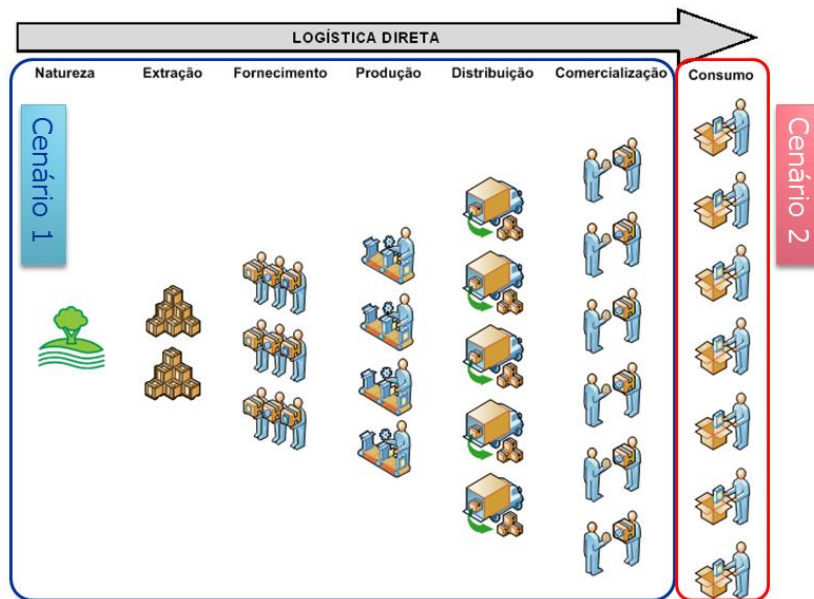 LOGÍSTICA DIRETA
Natureza Extração Fornecimento Produção Distribuição Comercialização Consumo
Cenário 1
Cenário 2